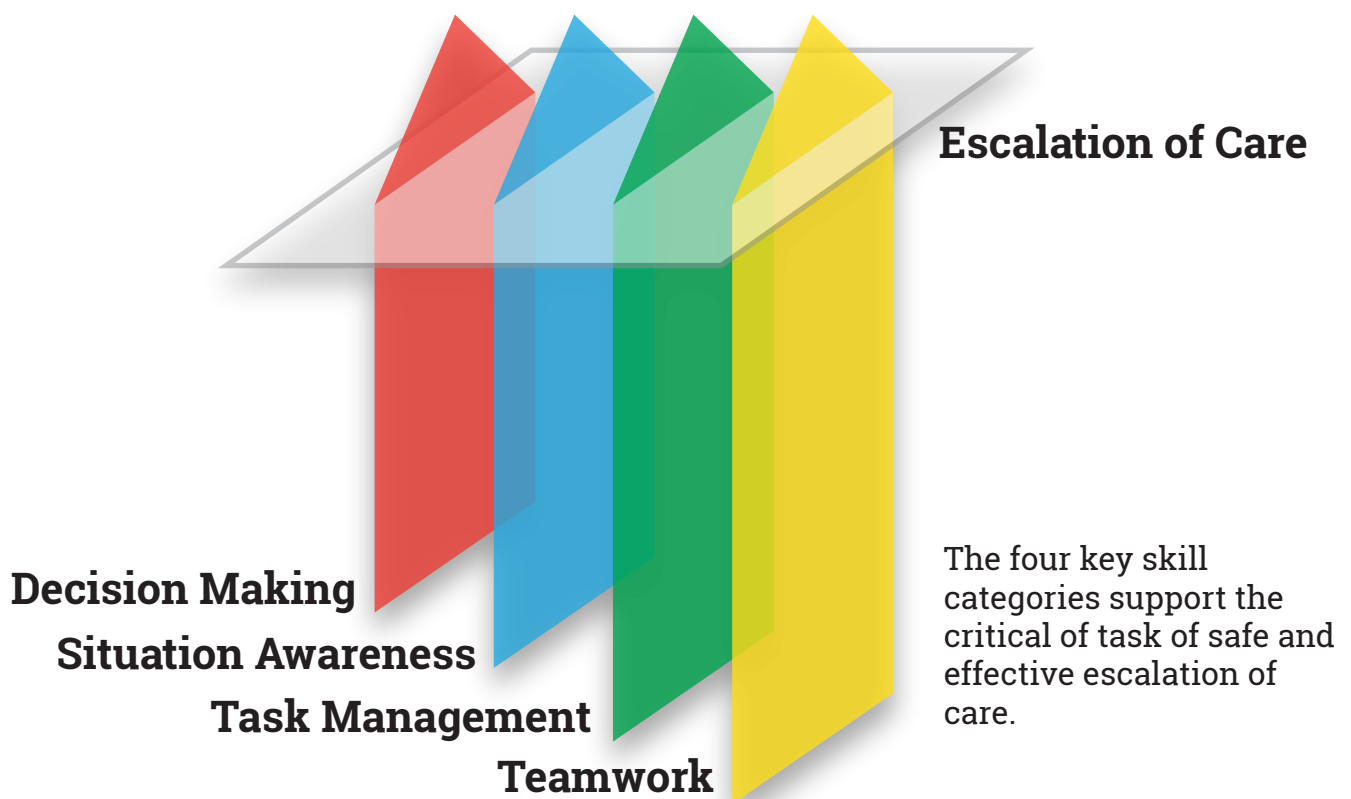 Escalation of Care
Decision Making
Situation Awareness
Task Management
Teamwork
The four key skill
categories support the
critical of task of safe and
effective escalation of
care.